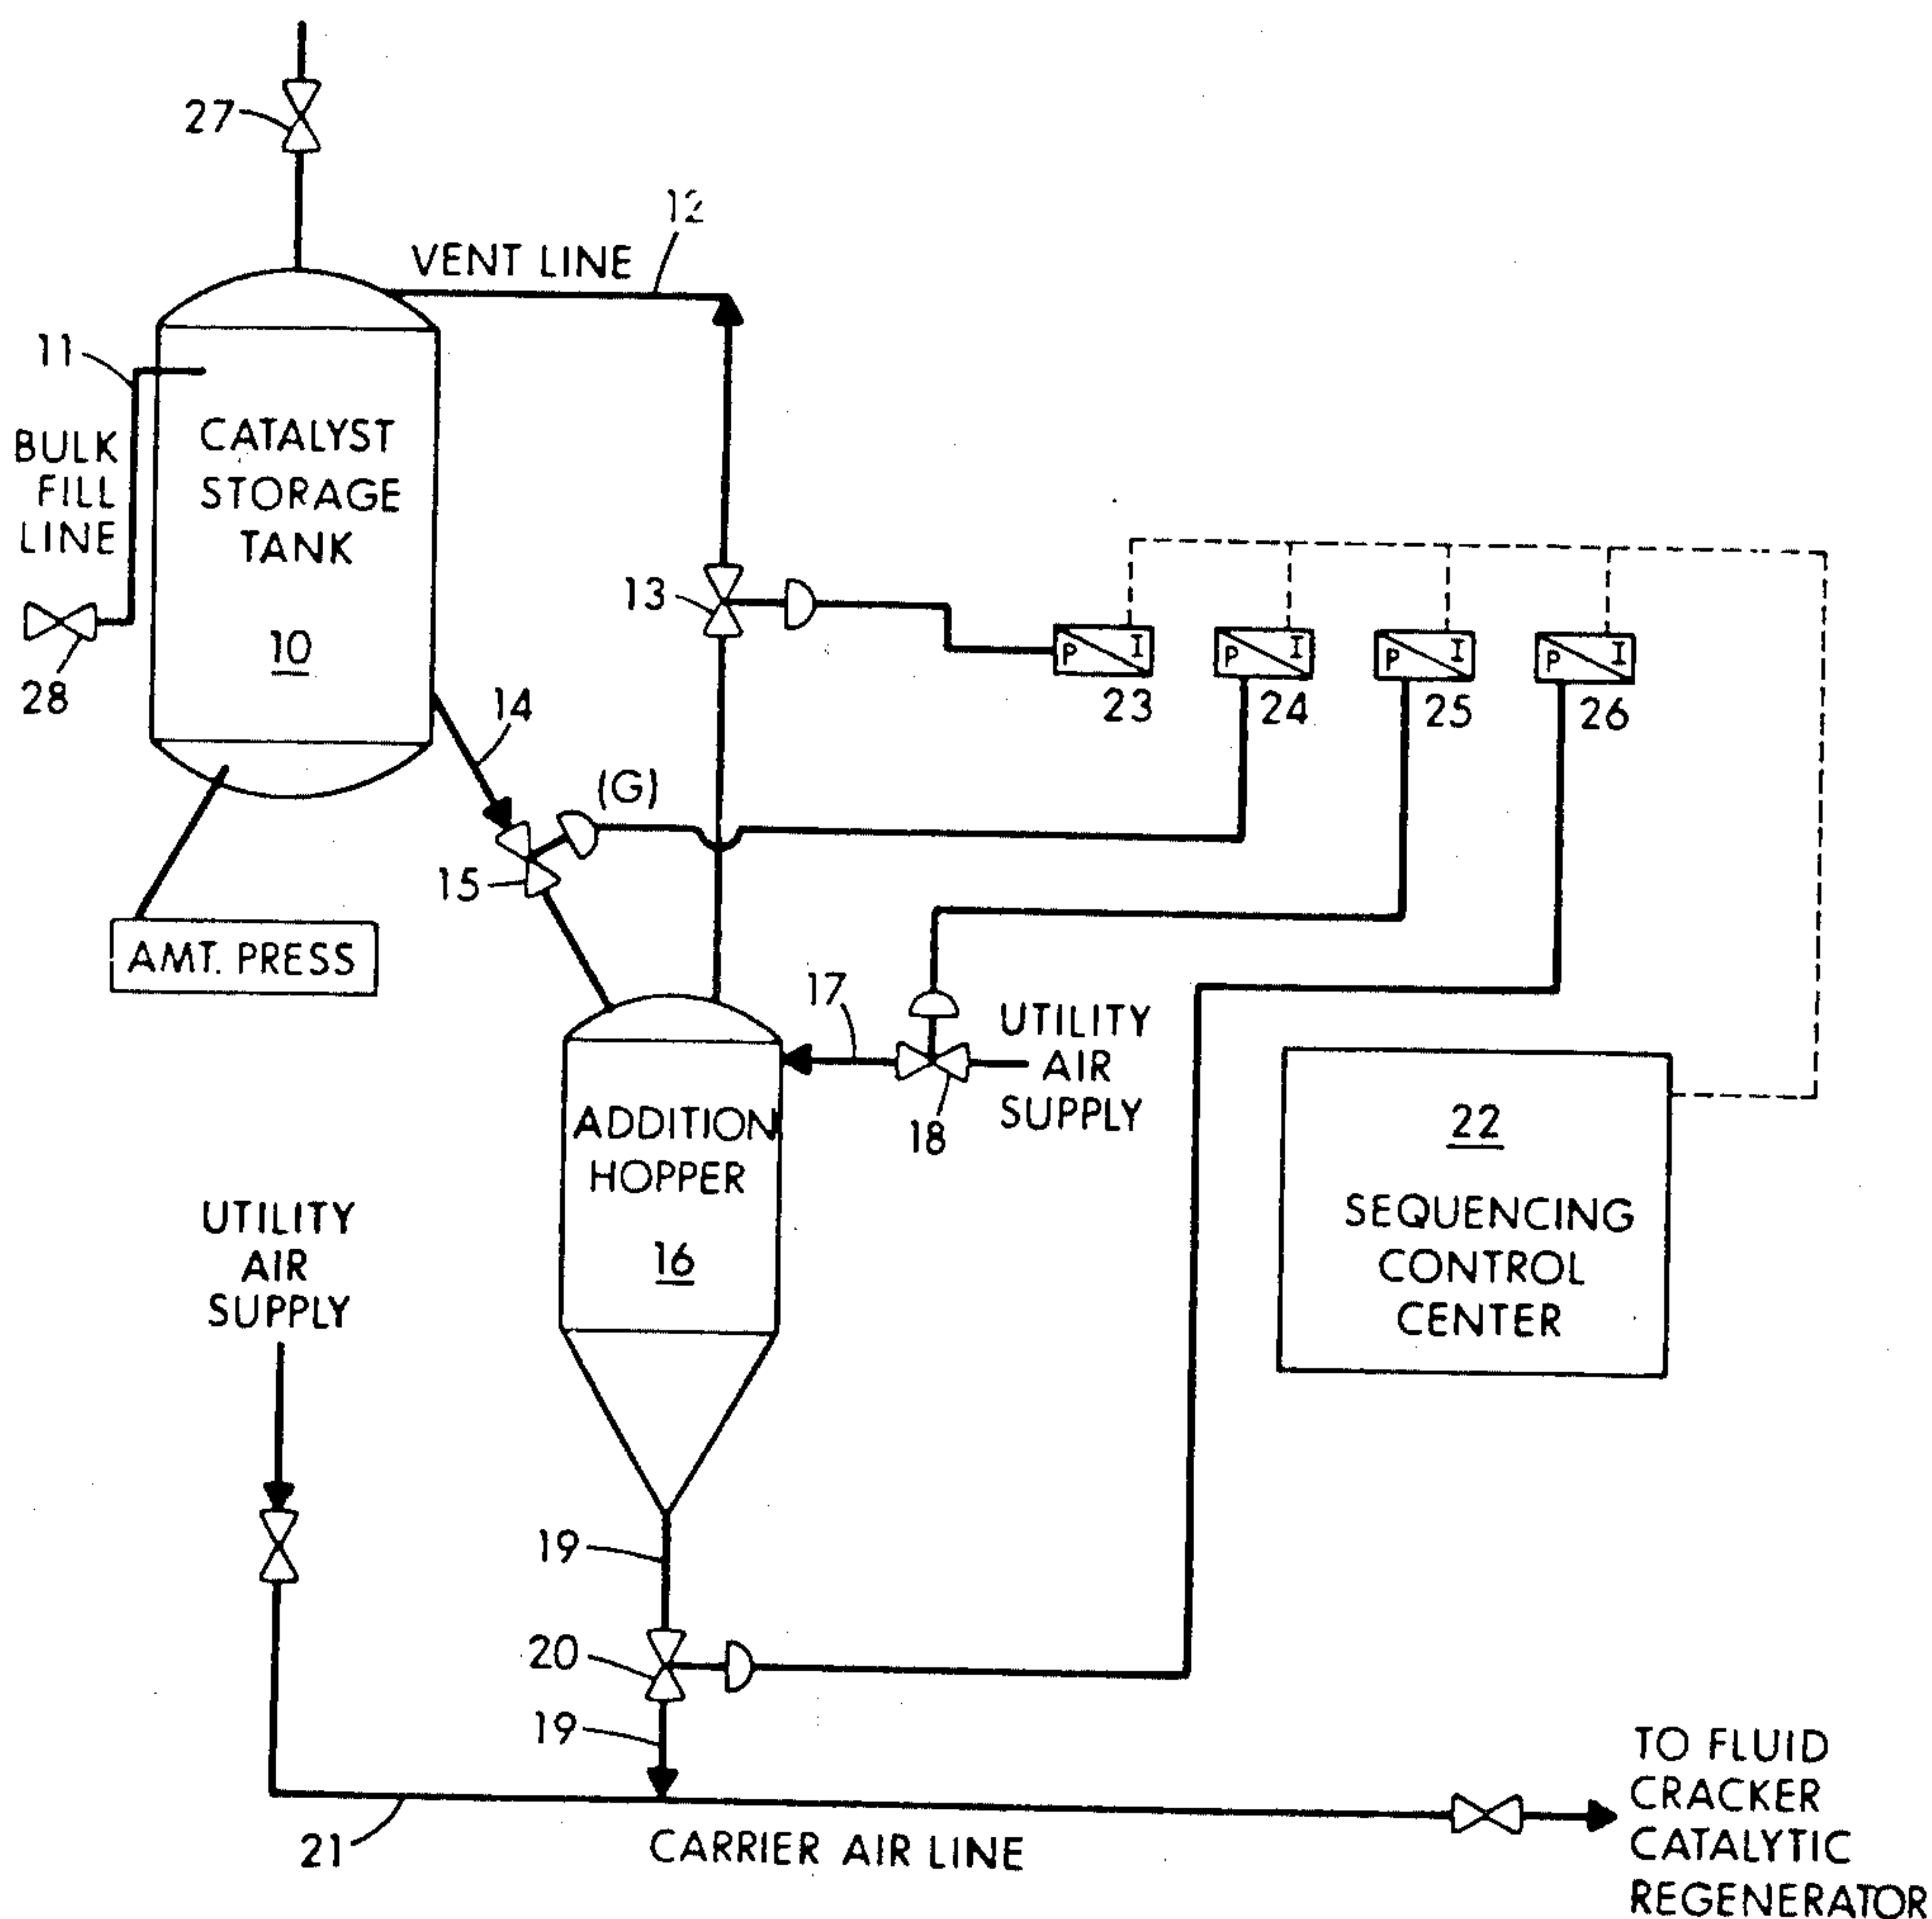 27
12
VENT LINE
11
BULK
FILL
LINE
CATALYST
STORAGE
TANK
10
28
13
14
P I
P I
P I
P I
23
24
25
26
(G)
15
AMT. PRESS
17
UTILITY
AIR
SUPPLY
18
ADDITION
HOPPER
16
22
SEQUENCING
CONTROL
CENTER
UTILITY
AIR
SUPPLY
19
20
19
21
CARRIER AIR LINE
TO FLUID
CRACKER
CATALYTIC
REGENERATOR